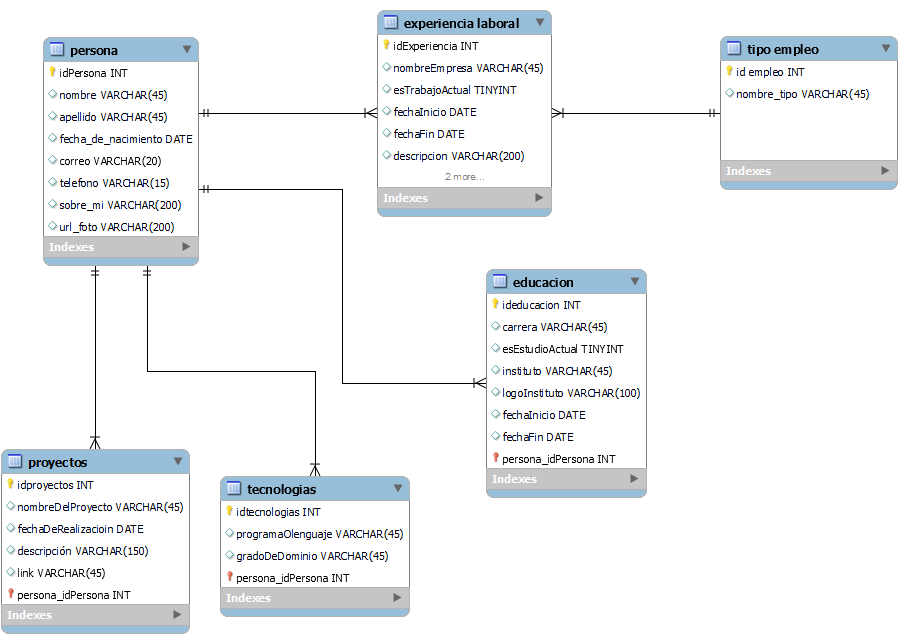 persona
idPersona INT
nombre VARCHAR(45)
apellido VARCHAR(45)
fecha_de_nacimiento DATE
correo VARCHAR(20)
telefono VARCHAR(15)
sobre_mi VARCHAR(200)
url_foto VARCHAR(200)
Indexes
experiencia laboral
idExperiencia INT
nombreEmpresa VARCHAR(45)
esTrabajoActual TINYINT
fechaInicio DATE
fechaFin DATE
descripcion VARCHAR(200)
2 more...
Indexes
tipo empleo
id empleo INT
nombre_tipo VARCHAR(45)
Indexes
educacion
ideducacion INT
carrera VARCHAR(45)
esEstudioActual TINYINT
instituto VARCHAR(45)
logoInstituto VARCHAR(100)
fechaInicio DATE
fechaFin DATE
persona_idPersona INT
Indexes
proyectos
idproyectos INT
nombreDelProyecto VARCHAR(45)
fechaDeRealizacioin DATE
descripción VARCHAR(150)
link VARCHAR(45)
persona_idPersona INT
Indexes
tecnologias
idtecnologias INT
programaOlenguaje VARCHAR(45)
gradoDeDominio VARCHAR(45)
persona_idPersona INT
Indexes